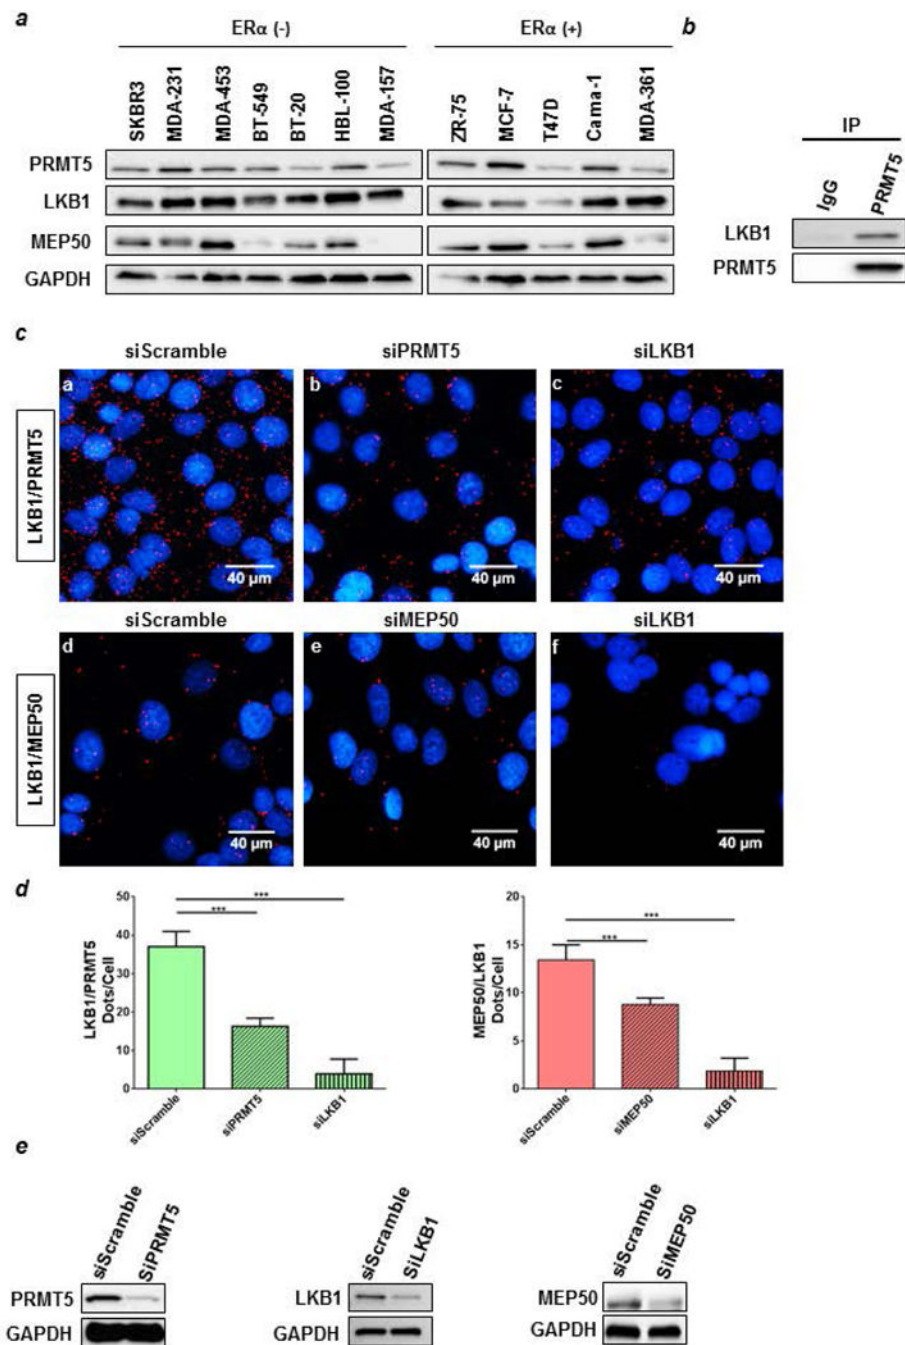 a
ERα (-)
ERα (+)
b
SKBR3
MDA-231
MDA-453
BT-549
BT-20
HBL-100
MDA-157
ZR-75
MCF-7
T47D
Cama-1
MDA-361
PRMT5
LKB1
MEP50
GAPDH
IP
IgG
PRMT5
LKB1
PRMT5
c
siScramble
siPRMT5
siLKB1
LKB1/PRMT5
a
b
c
40 µm
40 µm
40 µm
siScramble
siMEP50
siLKB1
LKB1/MEP50
d
e
f
40 µm
40 µm
40 µm
d
LKB1/PRMT5
Dots/Cell
50
40
30
20
10
0
***
***
siScramble
siPRMT5
siLKB1
MEP50/LKB1
Dots/Cell
20
15
10
5
0
***
***
siScramble
siMEP50
siLKB1
e
siScramble
SiPRMT5
PRMT5
GAPDH
siScramble
SiLKB1
LKB1
GAPDH
siScramble
SiMEP50
MEP50
GAPDH